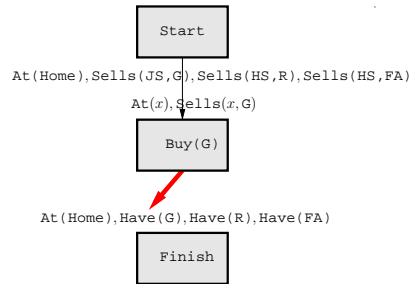 Start
At(Home),Sells(JS,G),Sells(HS,R),Sells(HS,FA)
At(x),Sells(x,G)
Buy(G)
At(Home),Have(G),Have(R),Have(FA)
Finish